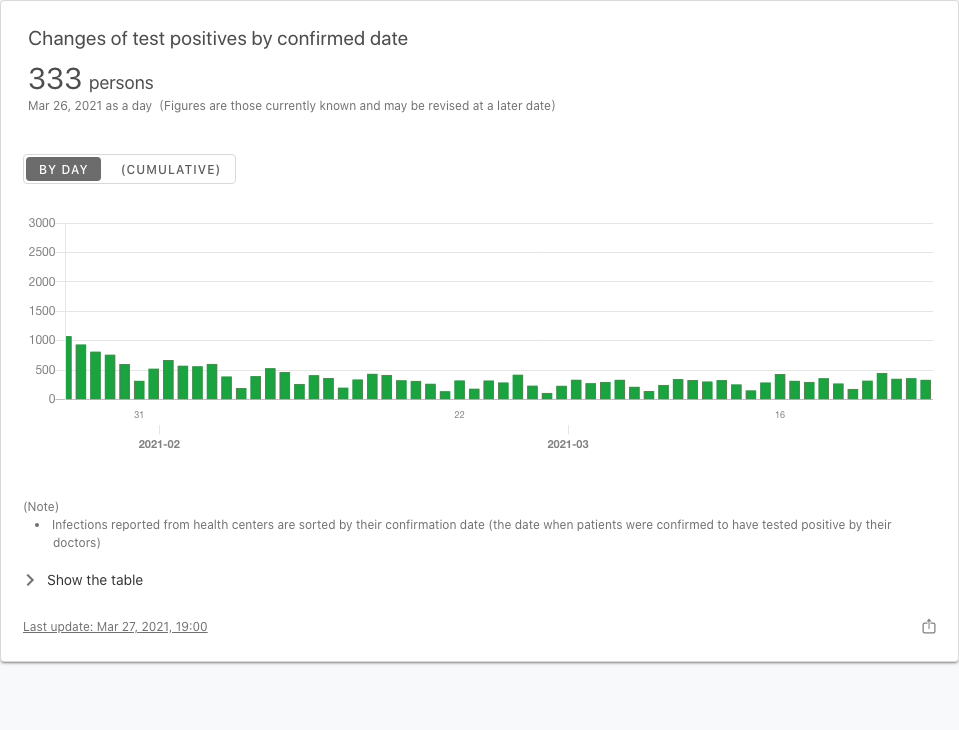 Changes of test positives by confirmed date
333 persons
Mar 26, 2021 as a day (Figures are those currently known and may be revised at a later date)
BY DAY (CUMULATIVE)
3000
2500
2000
1500
1000
500
0
31 22 16
2021-02 2021-03
(Note)
• Infections reported from health centers are sorted by their confirmation date (the date when patients were confirmed to have tested positive by their
doctors)
Show the table
Last update: Mar 27, 2021, 19:00